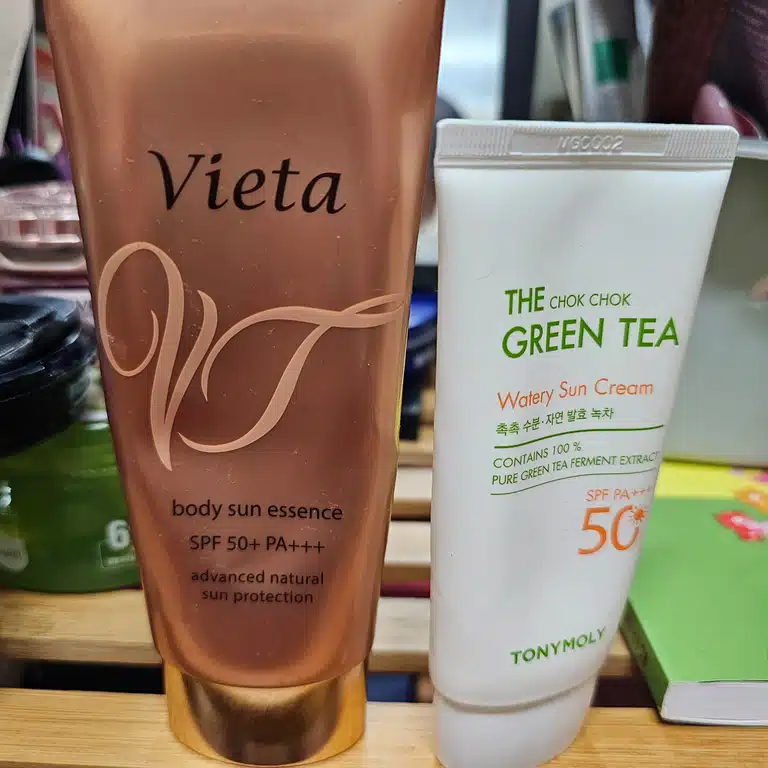 Vieta
VT
body sun essence
SPF 50+ PA+++
advanced natural
sun protection
MG0002
THE CHOK CHOK
GREEN TEA
Watery Sun Cream
촉촉 수분·자연 발효 녹차
CONTAINS 100 %
PURE GREEN TEA FERMENT EXTRACT
SPF PA+++
50
TONYMOLY
6